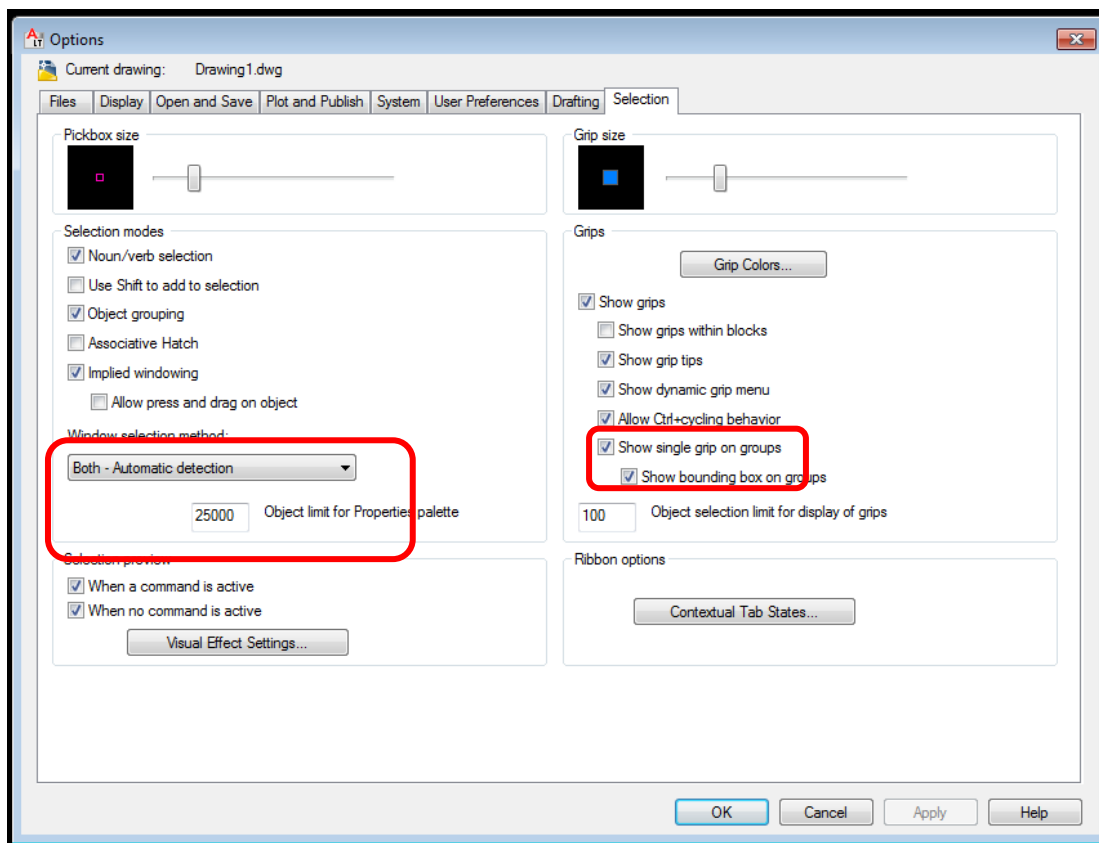 Options
Current drawing: Drawing1.dwg
Files Display Open and Save Plot and Publish System User Preferences Drafting Selection
Pickbox size
Selection modes
Noun/verb selection
Use Shift to add to selection
Object grouping
Associative Hatch
Implied windowing
Allow press and drag on object
Window selection method:
Both - Automatic detection
25000 Object limit for Properties palette
Selection preview
When a command is active
When no command is active
Visual Effect Settings...
Grip size
Grips
Grip Colors...
Show grips
Show grips within blocks
Show grip tips
Show dynamic grip menu
Allow Ctrl+cycling behavior
Show single grip on groups
Show bounding box on groups
100 Object selection limit for display of grips
Ribbon options
Contextual Tab States...
OK Cancel Apply Help